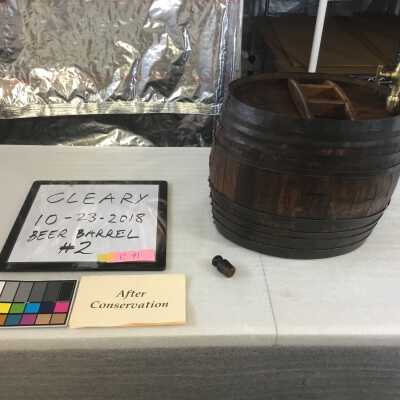 CLEARY
10-23-2018
BEER BARREL
#2
After
Conservation